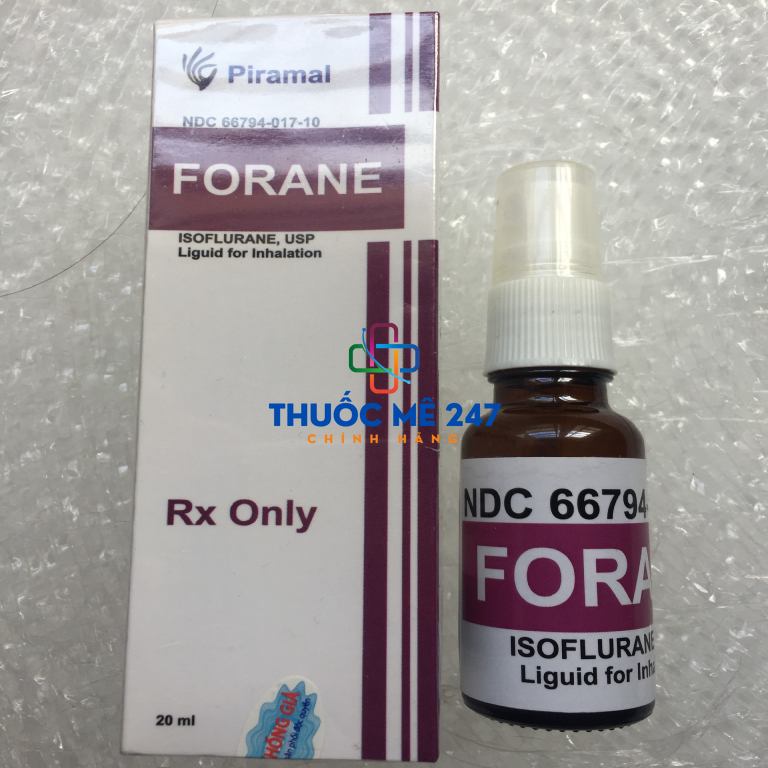 Piramal
NDC 66794-017-10
FORANE
ISOFLURANE, USP
Liguid for Inhalation
THUỐC MÊ 247
CHÍNH HÃNG
Rx Only
20 ml
NDC 66794
FORA
ISOFLURANE
Liguid for Inha